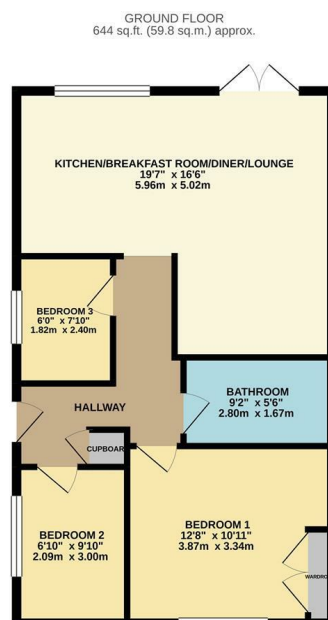 GROUND FLOOR
644 sq.ft. (59.8 sq.m.) approx.
KITCHEN/BREAKFAST ROOM/DINER/LOUNGE
19'7" x 16'6"
5.96m x 5.02m
BEDROOM 3
6'0" x 7'10"
1.82m x 2.40m
BATHROOM
9'2" x 5'6"
2.80m x 1.67m
HALLWAY
CUPBOAR
BEDROOM 2
6'10" x 9'10"
2.09m x 3.00m
BEDROOM 1
12'8" x 10'11"
3.87m x 3.34m
WARDRO